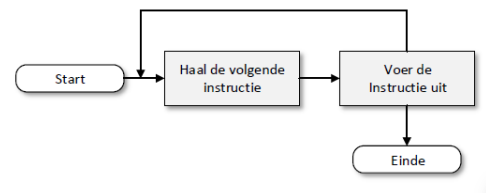 Start
Haal de volgende
instructie
Voer de
Instructie uit
Einde